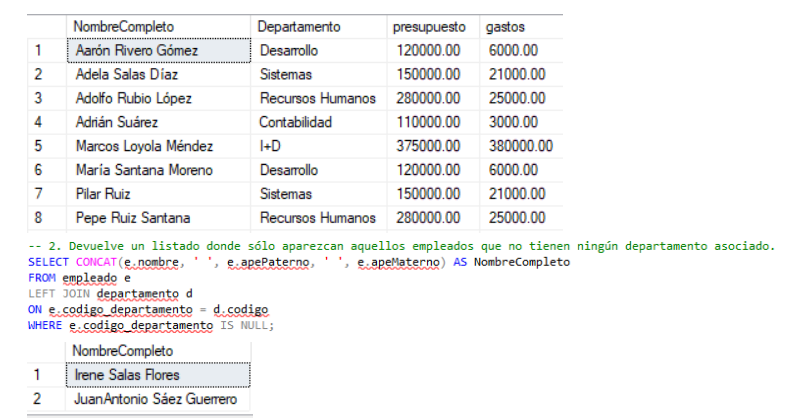 NombreCompleto Departamento presupuesto gastos
1 Aarón Rivero Gómez Desarrollo 120000.00 6000.00
2 Adela Salas Díaz Sistemas 150000.00 21000.00
3 Adolfo Rubio López Recursos Humanos 280000.00 25000.00
4 Adrián Suárez Contabilidad 110000.00 3000.00
5 Marcos Loyola Méndez I+D 375000.00 380000.00
6 María Santana Moreno Desarrollo 120000.00 6000.00
7 Pilar Ruiz Sistemas 150000.00 21000.00
8 Pepe Ruiz Santana Recursos Humanos 280000.00 25000.00
-- 2. Devuelve un listado donde sólo aparezcan aquellos empleados que no tienen ningún departamento asociado.
SELECT CONCAT(e.nombre, ' ', e.apePaterno, ' ', e.apeMaterno) AS NombreCompleto
FROM empleado e
LEFT JOIN departamento d
ON e.codigo_departamento = d.codigo
WHERE e.codigo_departamento IS NULL;
NombreCompleto
1 Irene Salas Flores
2 JuanAntonio Sáez Guerrero